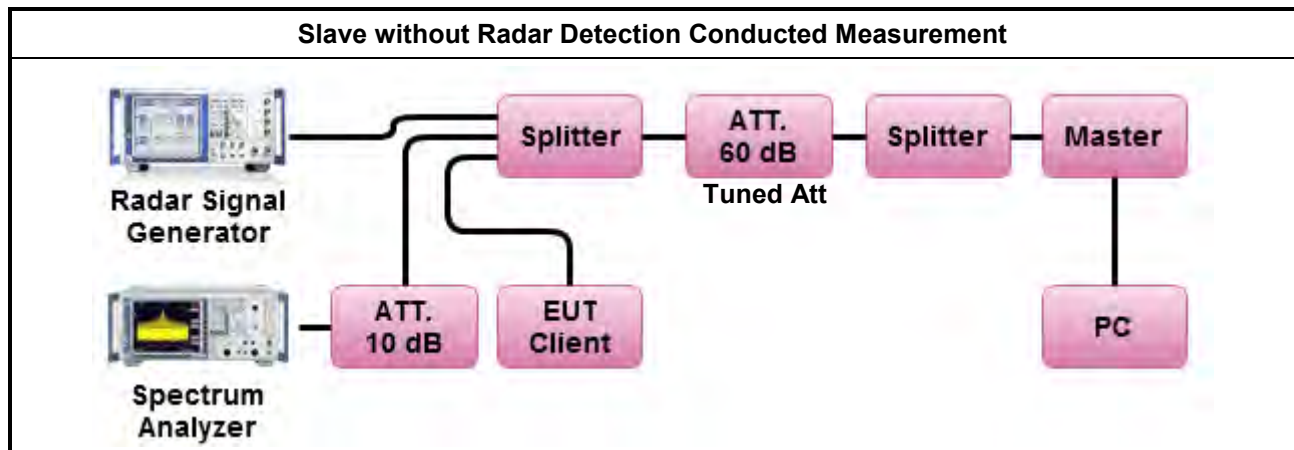 Slave without Radar Detection Conducted Measurement
Radar Signal
Generator
Splitter
ATT.
60 dB
Tuned Att
Splitter
Master
Spectrum
Analyzer
ATT.
10 dB
EUT
Client
PC